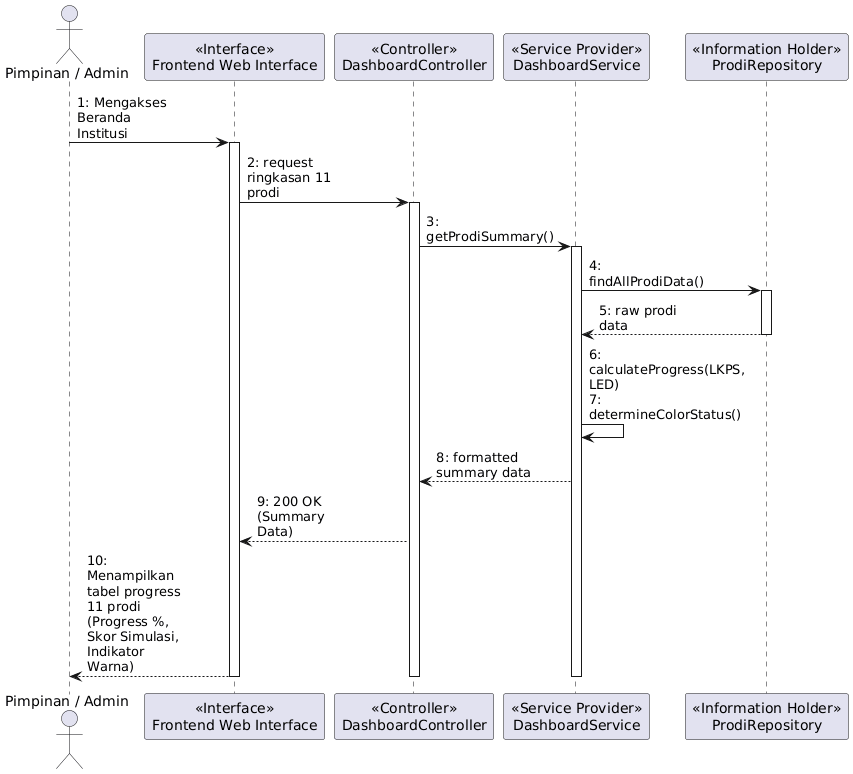 Pimpinan / Admin
«Interface»
Frontend Web Interface
«Controller»
DashboardController
«Service Provider»
DashboardService
«Information Holder»
ProdiRepository
1: Mengakses
Beranda
Institusi
2: request
ringkasan 11
prodi
3:
getProdiSummary()
4:
findAllProdiData()
5: raw prodi
data
6:
calculateProgress(LKPS,
LED)
7:
determineColorStatus()
8: formatted
summary data
9: 200 OK
(Summary
Data)
10:
Menampilkan
tabel progress
11 prodi
(Progress %,
Skor Simulasi,
Indikator
Warna)
Pimpinan / Admin
«Interface»
Frontend Web Interface
«Controller»
DashboardController
«Service Provider»
DashboardService
«Information Holder»
ProdiRepository